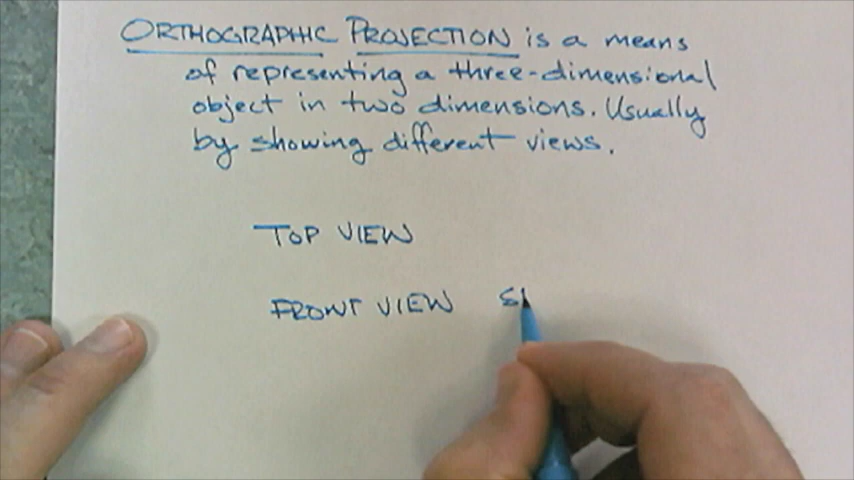 ORTHOGRAPHIC PROJECTION is a means
of representing a three-dimensional
object in two dimensions. Usually
by showing different views.
TOP VIEW
FRONT VIEW SI